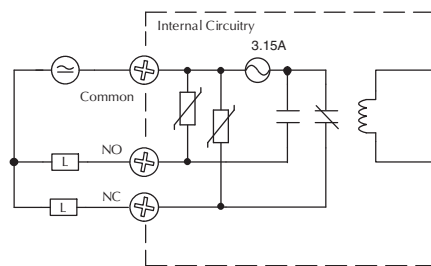 Internal Circuitry
3.15A
Common
NO
L
NC
L